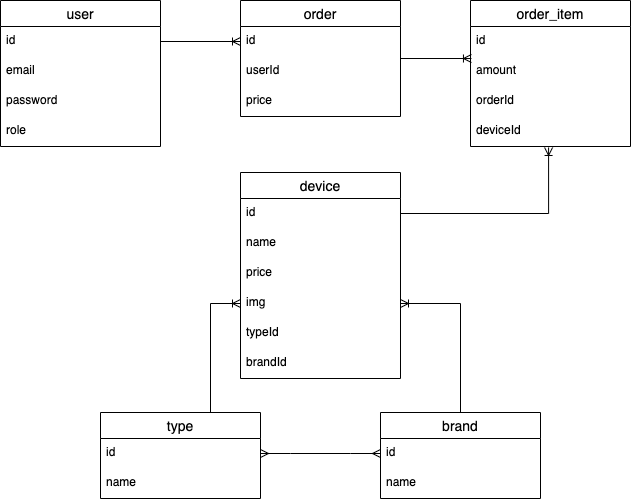 user
id
email
password
role
order
id
userId
price
order_item
id
amount
orderId
deviceId
device
id
name
price
img
typeId
brandId
type
id
name
brand
id
name